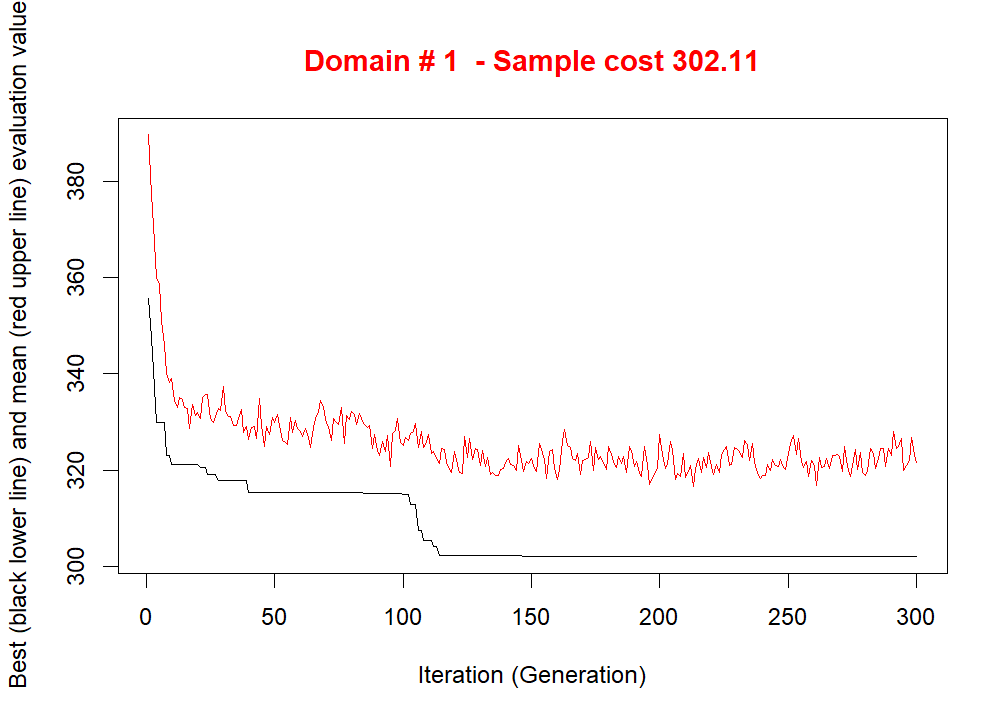 Domain # 1  - Sample cost 302.11
Best (black lower line) and mean (red upper line) evaluation value
380
360
340
320
300
0 50 100 150 200 250 300
Iteration (Generation)